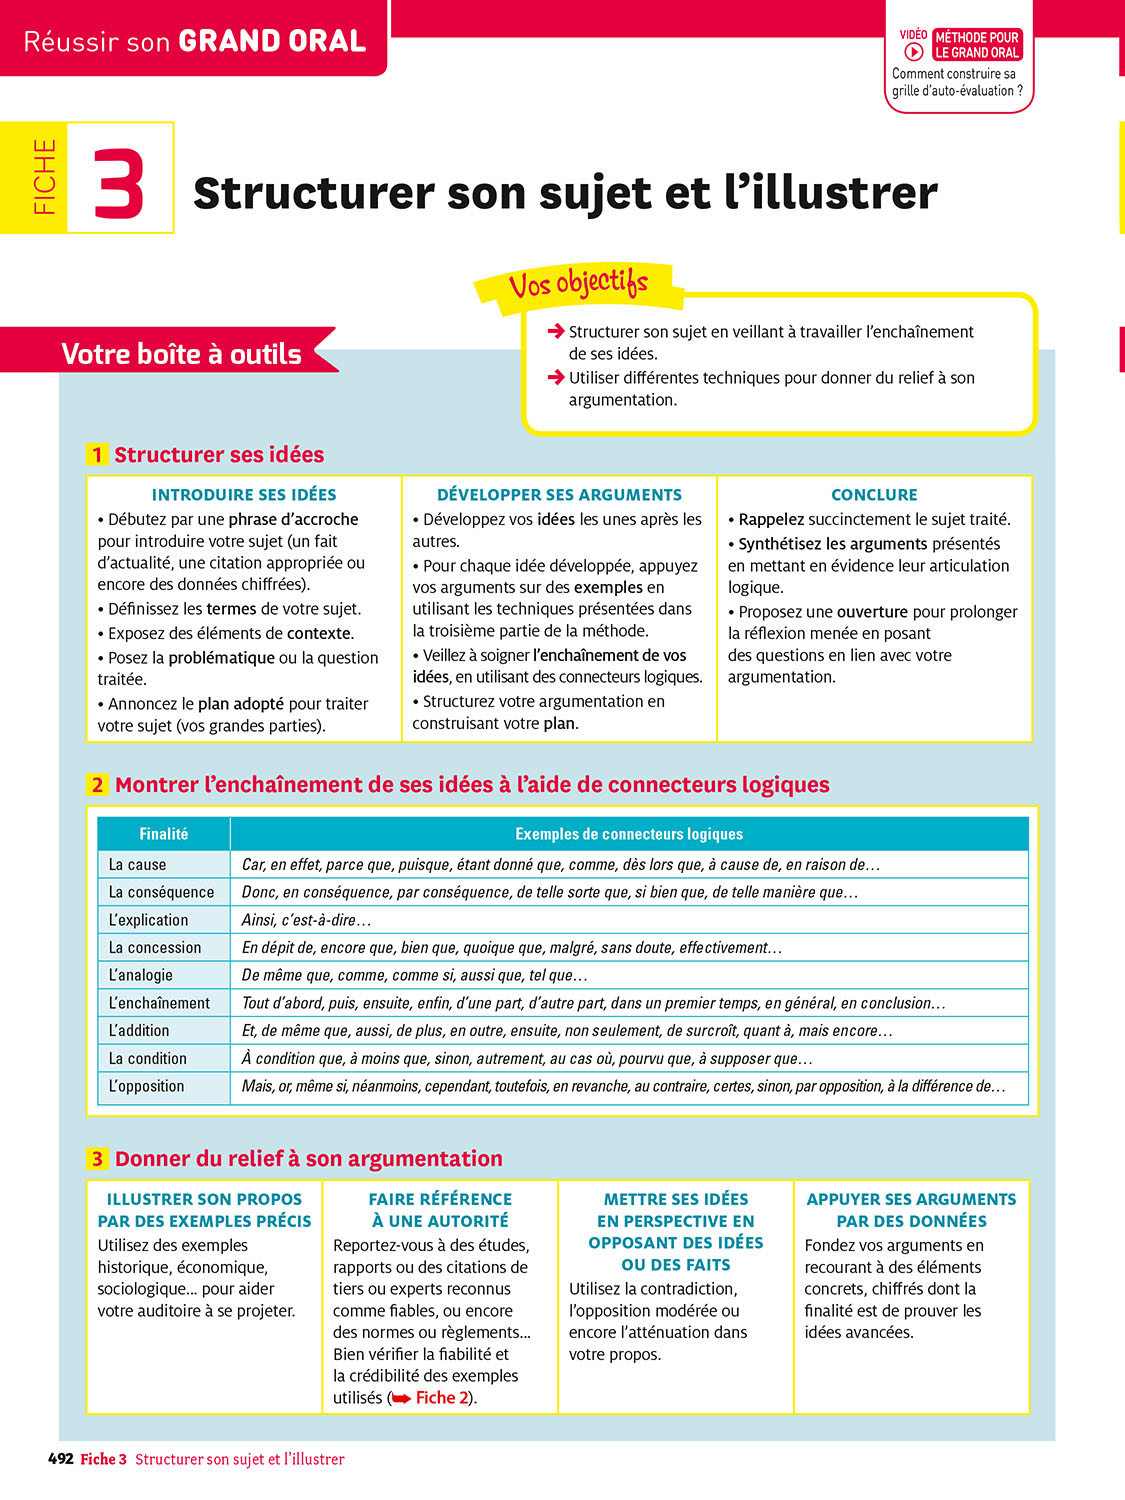 Réussir son GRAND ORAL
VIDÉO
MÉTHODE POUR
LE GRAND ORAL
Comment construire sa
grille d'auto-évaluation ?
FICHE
3
Structurer son sujet et l'illustrer
Vos objectifs
➔ Structurer son sujet en veillant à travailler l'enchaînement
de ses idées.
➔ Utiliser différentes techniques pour donner du relief à son
argumentation.
Votre boîte à outils
1 Structurer ses idées
INTRODUIRE SES IDÉES
• Débutez par une phrase d'accroche
pour introduire votre sujet (un fait
d'actualité, une citation appropriée ou
encore des données chiffrées).
• Définissez les termes de votre sujet.
• Exposez des éléments de contexte.
• Posez la problématique ou la question
traitée.
• Annoncez le plan adopté pour traiter
votre sujet (vos grandes parties).
DÉVELOPPER SES ARGUMENTS
• Développez vos idées les unes après les
autres.
• Pour chaque idée développée, appuyez
vos arguments sur des exemples en
utilisant les techniques présentées dans
la troisième partie de la méthode.
• Veillez à soigner l'enchaînement de vos
idées, en utilisant des connecteurs logiques.
• Structurez votre argumentation en
construisant votre plan.
CONCLURE
• Rappelez succinctement le sujet traité.
• Synthétisez les arguments présentés
en mettant en évidence leur articulation
logique.
• Proposez une ouverture pour prolonger
la réflexion menée en posant
des questions en lien avec votre
argumentation.
2 Montrer l'enchaînement de ses idées à l'aide de connecteurs logiques
Finalité Exemples de connecteurs logiques
La cause Car, en effet, parce que, puisque, étant donné que, comme, dès lors que, à cause de, en raison de…
La conséquence Donc, en conséquence, par conséquent, de telle sorte que, si bien que, de telle manière que…
L'explication Ainsi, c'est-à-dire…
La concession En dépit de, encore que, bien que, quoique que, malgré, sans doute, effectivement…
L'analogie De même que, comme, comme si, aussi que, tel que…
L'enchaînement Tout d'abord, puis, ensuite, enfin, d'une part, d'autre part, dans un premier temps, en général, en conclusion…
L'addition Et, de même que, aussi, de plus, en outre, ensuite, non seulement, de surcroît, quant à, mais encore…
La condition À condition que, à moins que, sinon, autrement, au cas où, pourvu que, à supposer que…
L'opposition Mais, or, même si, néanmoins, cependant, toutefois, en revanche, au contraire, certes, sinon, par opposition, à la différence de…
3 Donner du relief à son argumentation
ILLUSTRER SON PROPOS
PAR DES EXEMPLES PRÉCIS
Utilisez des exemples
historique, économique,
sociologique... pour aider
votre auditoire à se projeter.
FAIRE RÉFÉRENCE
À UNE AUTORITÉ
Reportez-vous à des études,
rapports ou des citations de
tiers ou experts reconnus
comme fiables, ou encore
des normes ou règlements...
Bien vérifier la fiabilité et
la crédibilité des exemples
utilisés (➥ Fiche 2).
METTRE SES IDÉES
EN PERSPECTIVE EN
OPPOSANT DES IDÉES
OU DES FAITS
Utilisez la contradiction,
l'opposition modérée ou
encore l'atténuation dans
votre propos.
APPUYER SES ARGUMENTS
PAR DES DONNÉES
Fondez vos arguments en
recourant à des éléments
concrets, chiffrés dont la
finalité est de prouver les
idées avancées.
492 Fiche 3 Structurer son sujet et l'illustrer